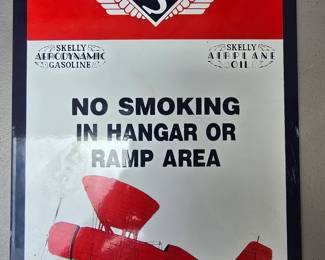 S
SKELLY
AERODYNAMIC
GASOLINE
SKELLY
AIRPLANE
OIL
NO SMOKING
IN HANGAR OR
RAMP AREA